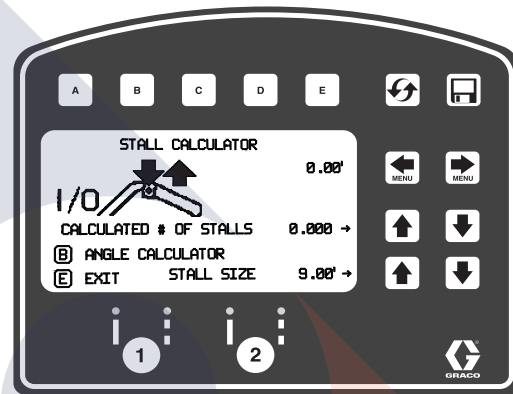 A B C D E
STALL CALCULATOR
0.00'
MENU MENU
I/O
CALCULATED # OF STALLS 0.000 →
B ANGLE CALCULATOR
E EXIT STALL SIZE 9.00' →
1 2
G
GRACO